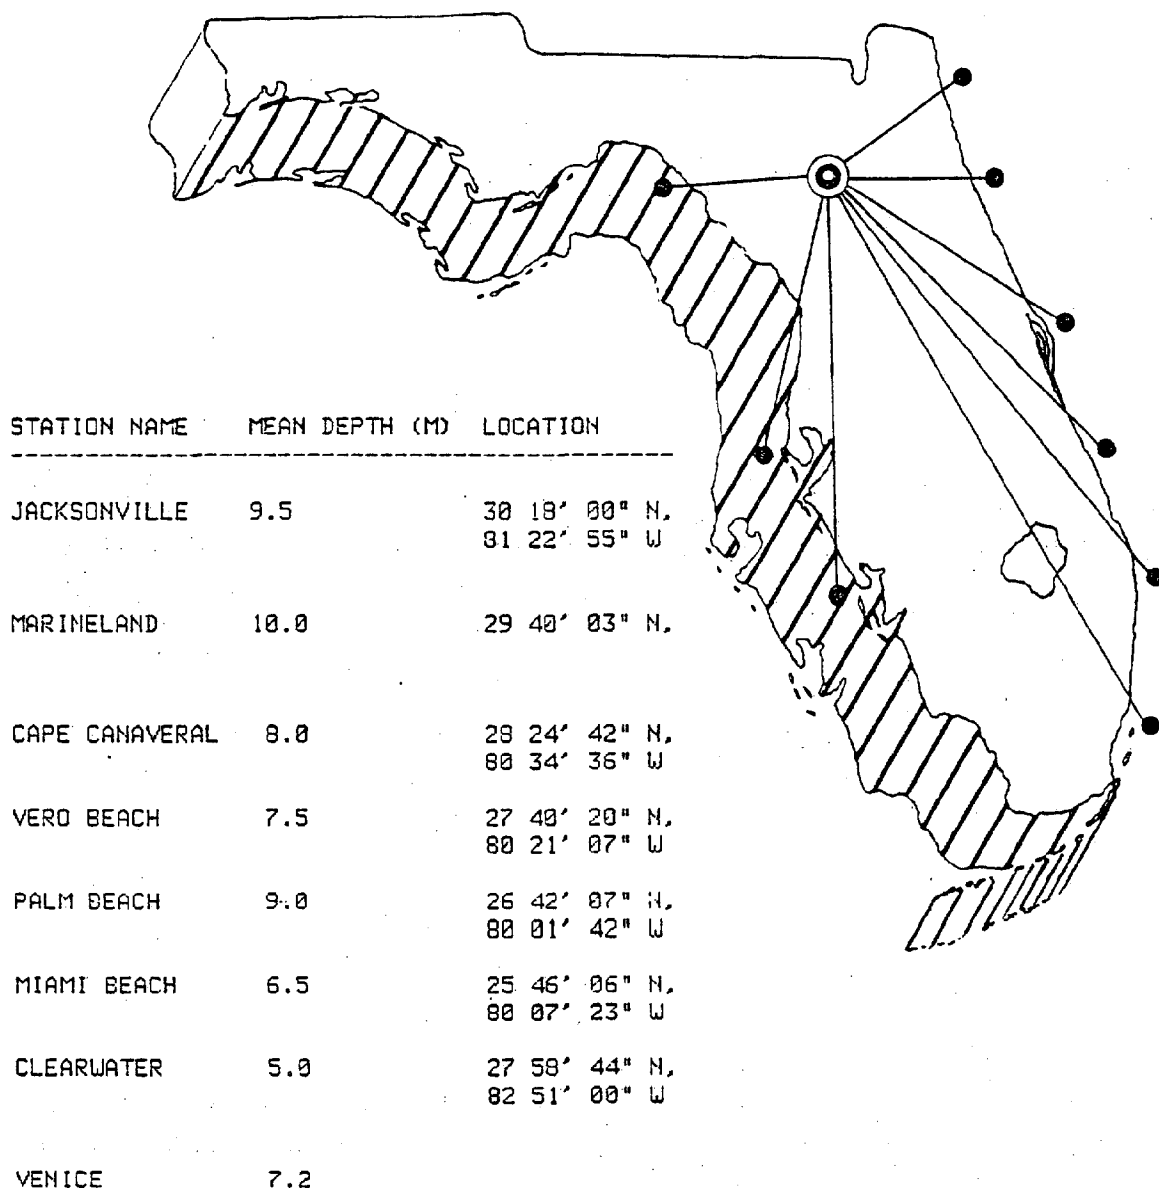 STATION NAME MEAN DEPTH (M) LOCATION
JACKSONVILLE 9.5 30 18' 00" N,
81 22' 55" W
MARINELAND 10.0 29 40' 03" N,
CAPE CANAVERAL 8.0 28 24' 42" N,
80 34' 36" W
VERO BEACH 7.5 27 40' 20" N,
80 21' 07" W
PALM BEACH 9.0 26 42' 07" N,
80 01' 42" W
MIAMI BEACH 6.5 25 46' 06" N,
80 07' 23" W
CLEARWATER 5.0 27 58' 44" N,
82 51' 00" W
VENICE 7.2